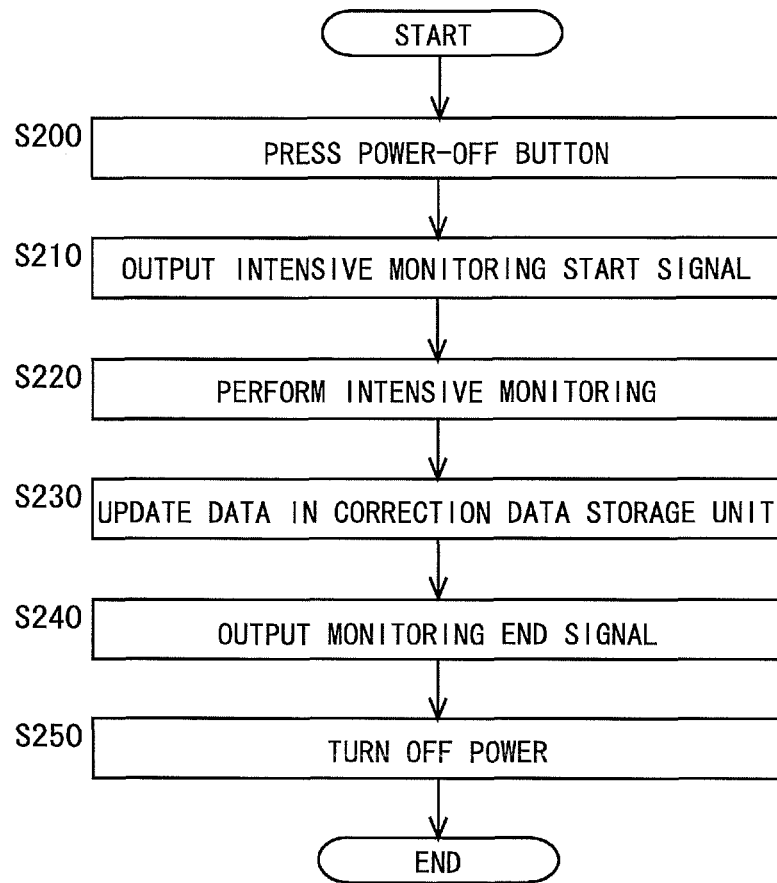 START
S200
PRESS POWER-OFF BUTTON
S210
OUTPUT INTENSIVE MONITORING START SIGNAL
S220
PERFORM INTENSIVE MONITORING
S230
UPDATE DATA IN CORRECTION DATA STORAGE UNIT
S240
OUTPUT MONITORING END SIGNAL
S250
TURN OFF POWER
END